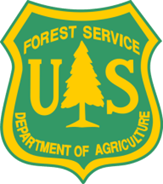 FOREST SERVICE
U S
DEPARTMENT OF AGRICULTURE